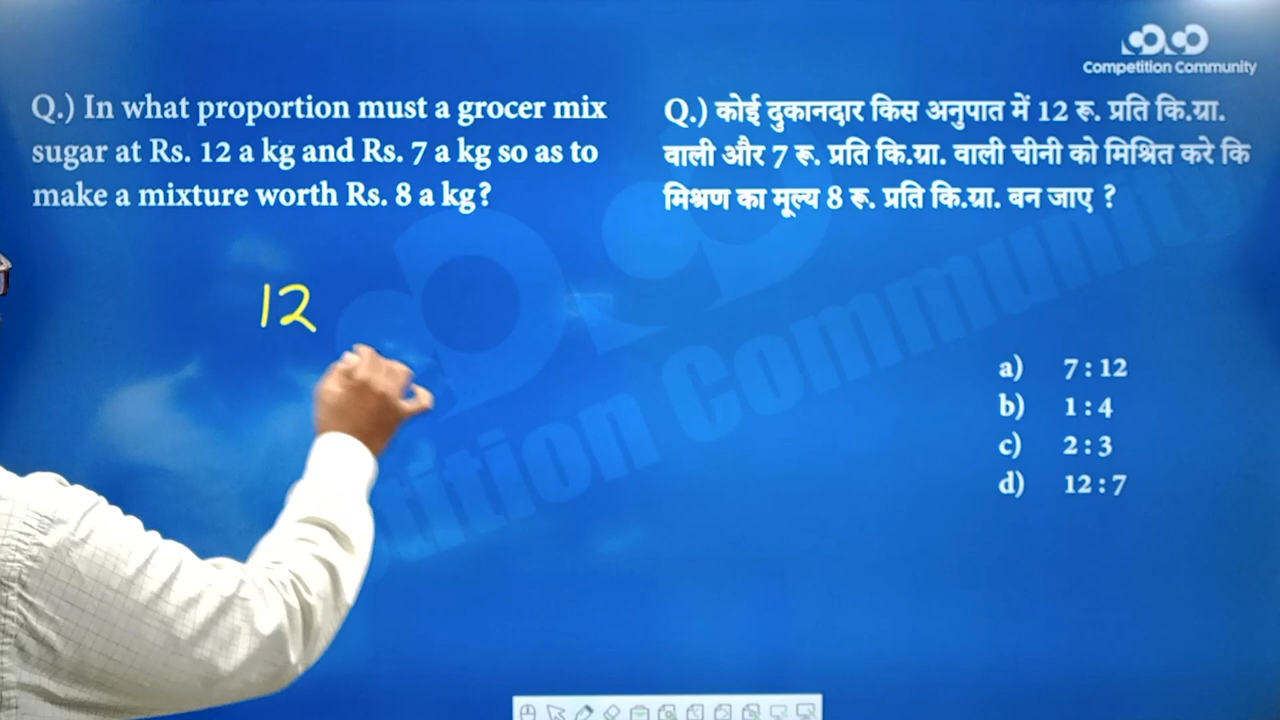 Competition Community
Q.) In what proportion must a grocer mix
sugar at Rs. 12 a kg and Rs. 7 a kg so as to
make a mixture worth Rs. 8 a kg?
Q.) कोई दुकानदार किस अनुपात में 12 रू. प्रति कि.ग्रा.
वाली और 7 रू. प्रति कि.ग्रा. वाली चीनी को मिश्रित करे कि
मिश्रण का मूल्य 8 रू. प्रति कि.ग्रा. बन जाए ?
12
a) 7 : 12
b) 1 : 4
c) 2 : 3
d) 12 : 7
tition Community